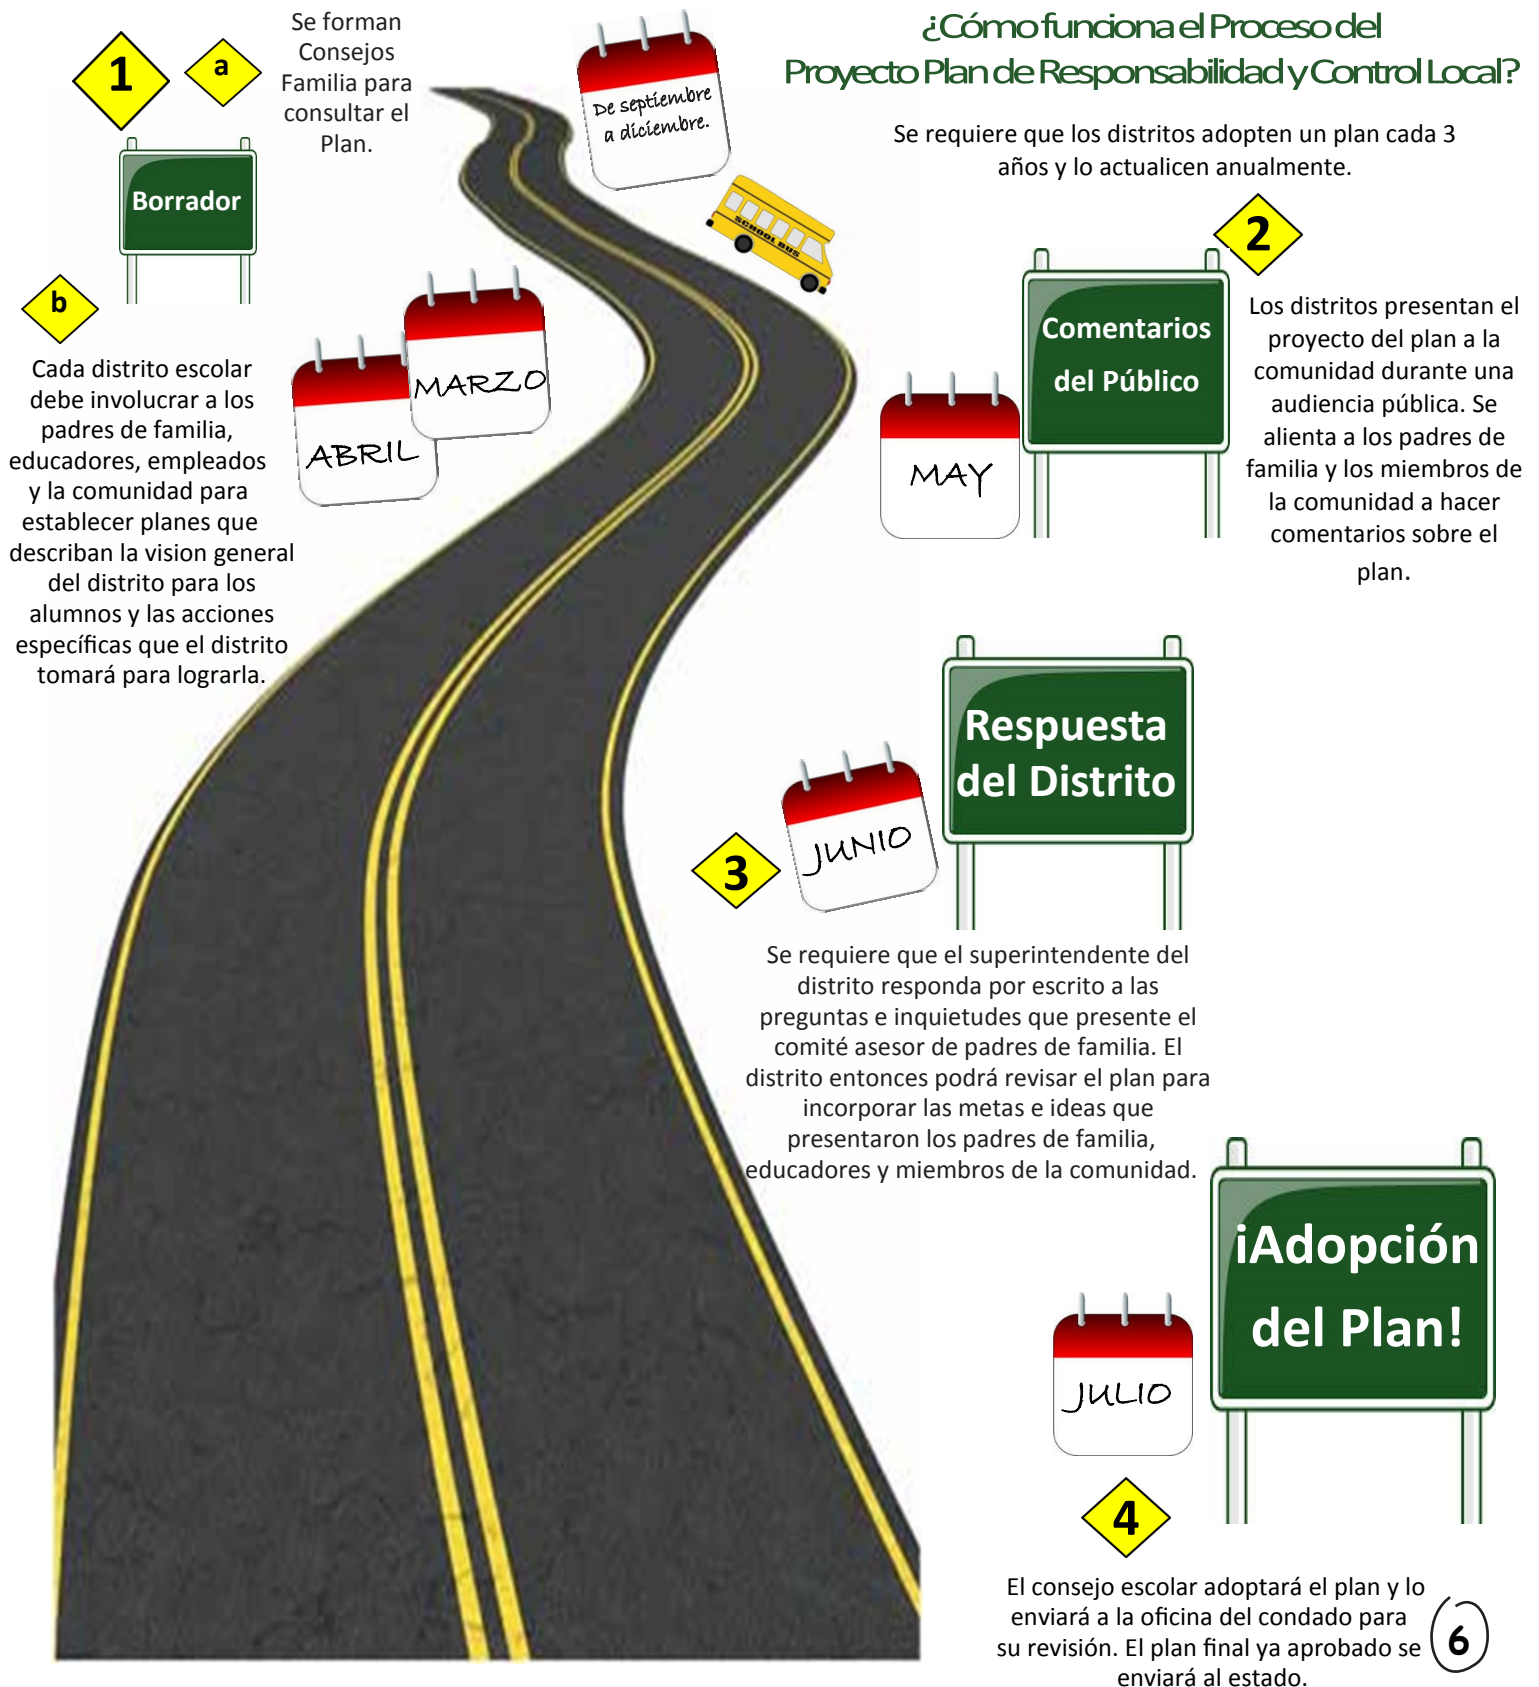 ¿Cómo funciona el Proceso del
Proyecto Plan de Responsabilidad y Control Local?
Se requiere que los distritos adopten un plan cada 3
años y lo actualicen anualmente.
1
a
Se forman
Consejos
Familia para
consultar el
Plan.
De septiembre
a diciembre.
SCHOOL BUS
Borrador
b
Cada distrito escolar
debe involucrar a los
padres de familia,
educadores, empleados
y la comunidad para
establecer planes que
describan la vision general
del distrito para los
alumnos y las acciones
específicas que el distrito
tomará para lograrla.
MARZO
ABRIL
2
Comentarios
del Público
MAY
Los distritos presentan el
proyecto del plan a la
comunidad durante una
audiencia pública. Se
alienta a los padres de
familia y los miembros de
la comunidad a hacer
comentarios sobre el
plan.
Respuesta
del Distrito
JUNIO
3
Se requiere que el superintendente del
distrito responda por escrito a las
preguntas e inquietudes que presente el
comité asesor de padres de familia. El
distrito entonces podrá revisar el plan para
incorporar las metas e ideas que
presentaron los padres de familia,
educadores y miembros de la comunidad.
¡Adopción
del Plan!
JULIO
4
El consejo escolar adoptará el plan y lo
enviará a la oficina del condado para
su revisión. El plan final ya aprobado se
enviará al estado.
6